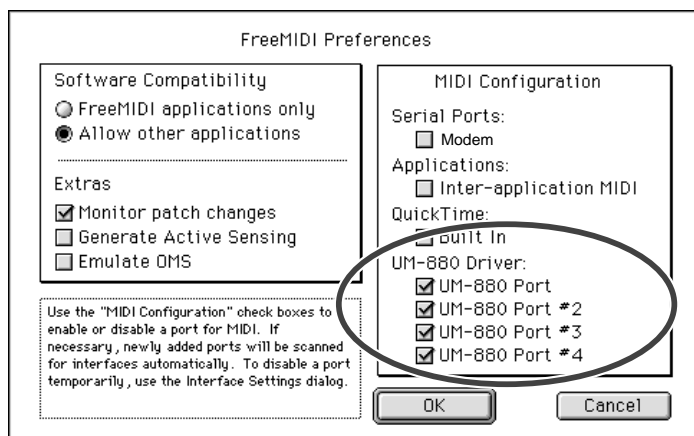 FreeMIDI Preferences
Software Compatibility
FreeMIDI applications only
Allow other applications
Extras
Monitor patch changes
Generate Active Sensing
Emulate OMS
Use the "MIDI Configuration" check boxes to
enable or disable a port for MIDI. If
necessary, newly added ports will be scanned
for interfaces automatically. To disable a port
temporarily, use the Interface Settings dialog.
MIDI Configuration
Serial Ports:
Modem
Applications:
Inter-application MIDI
QuickTime:
Built In
UM-880 Driver:
UM-880 Port
UM-880 Port #2
UM-880 Port #3
UM-880 Port #4
OK
Cancel